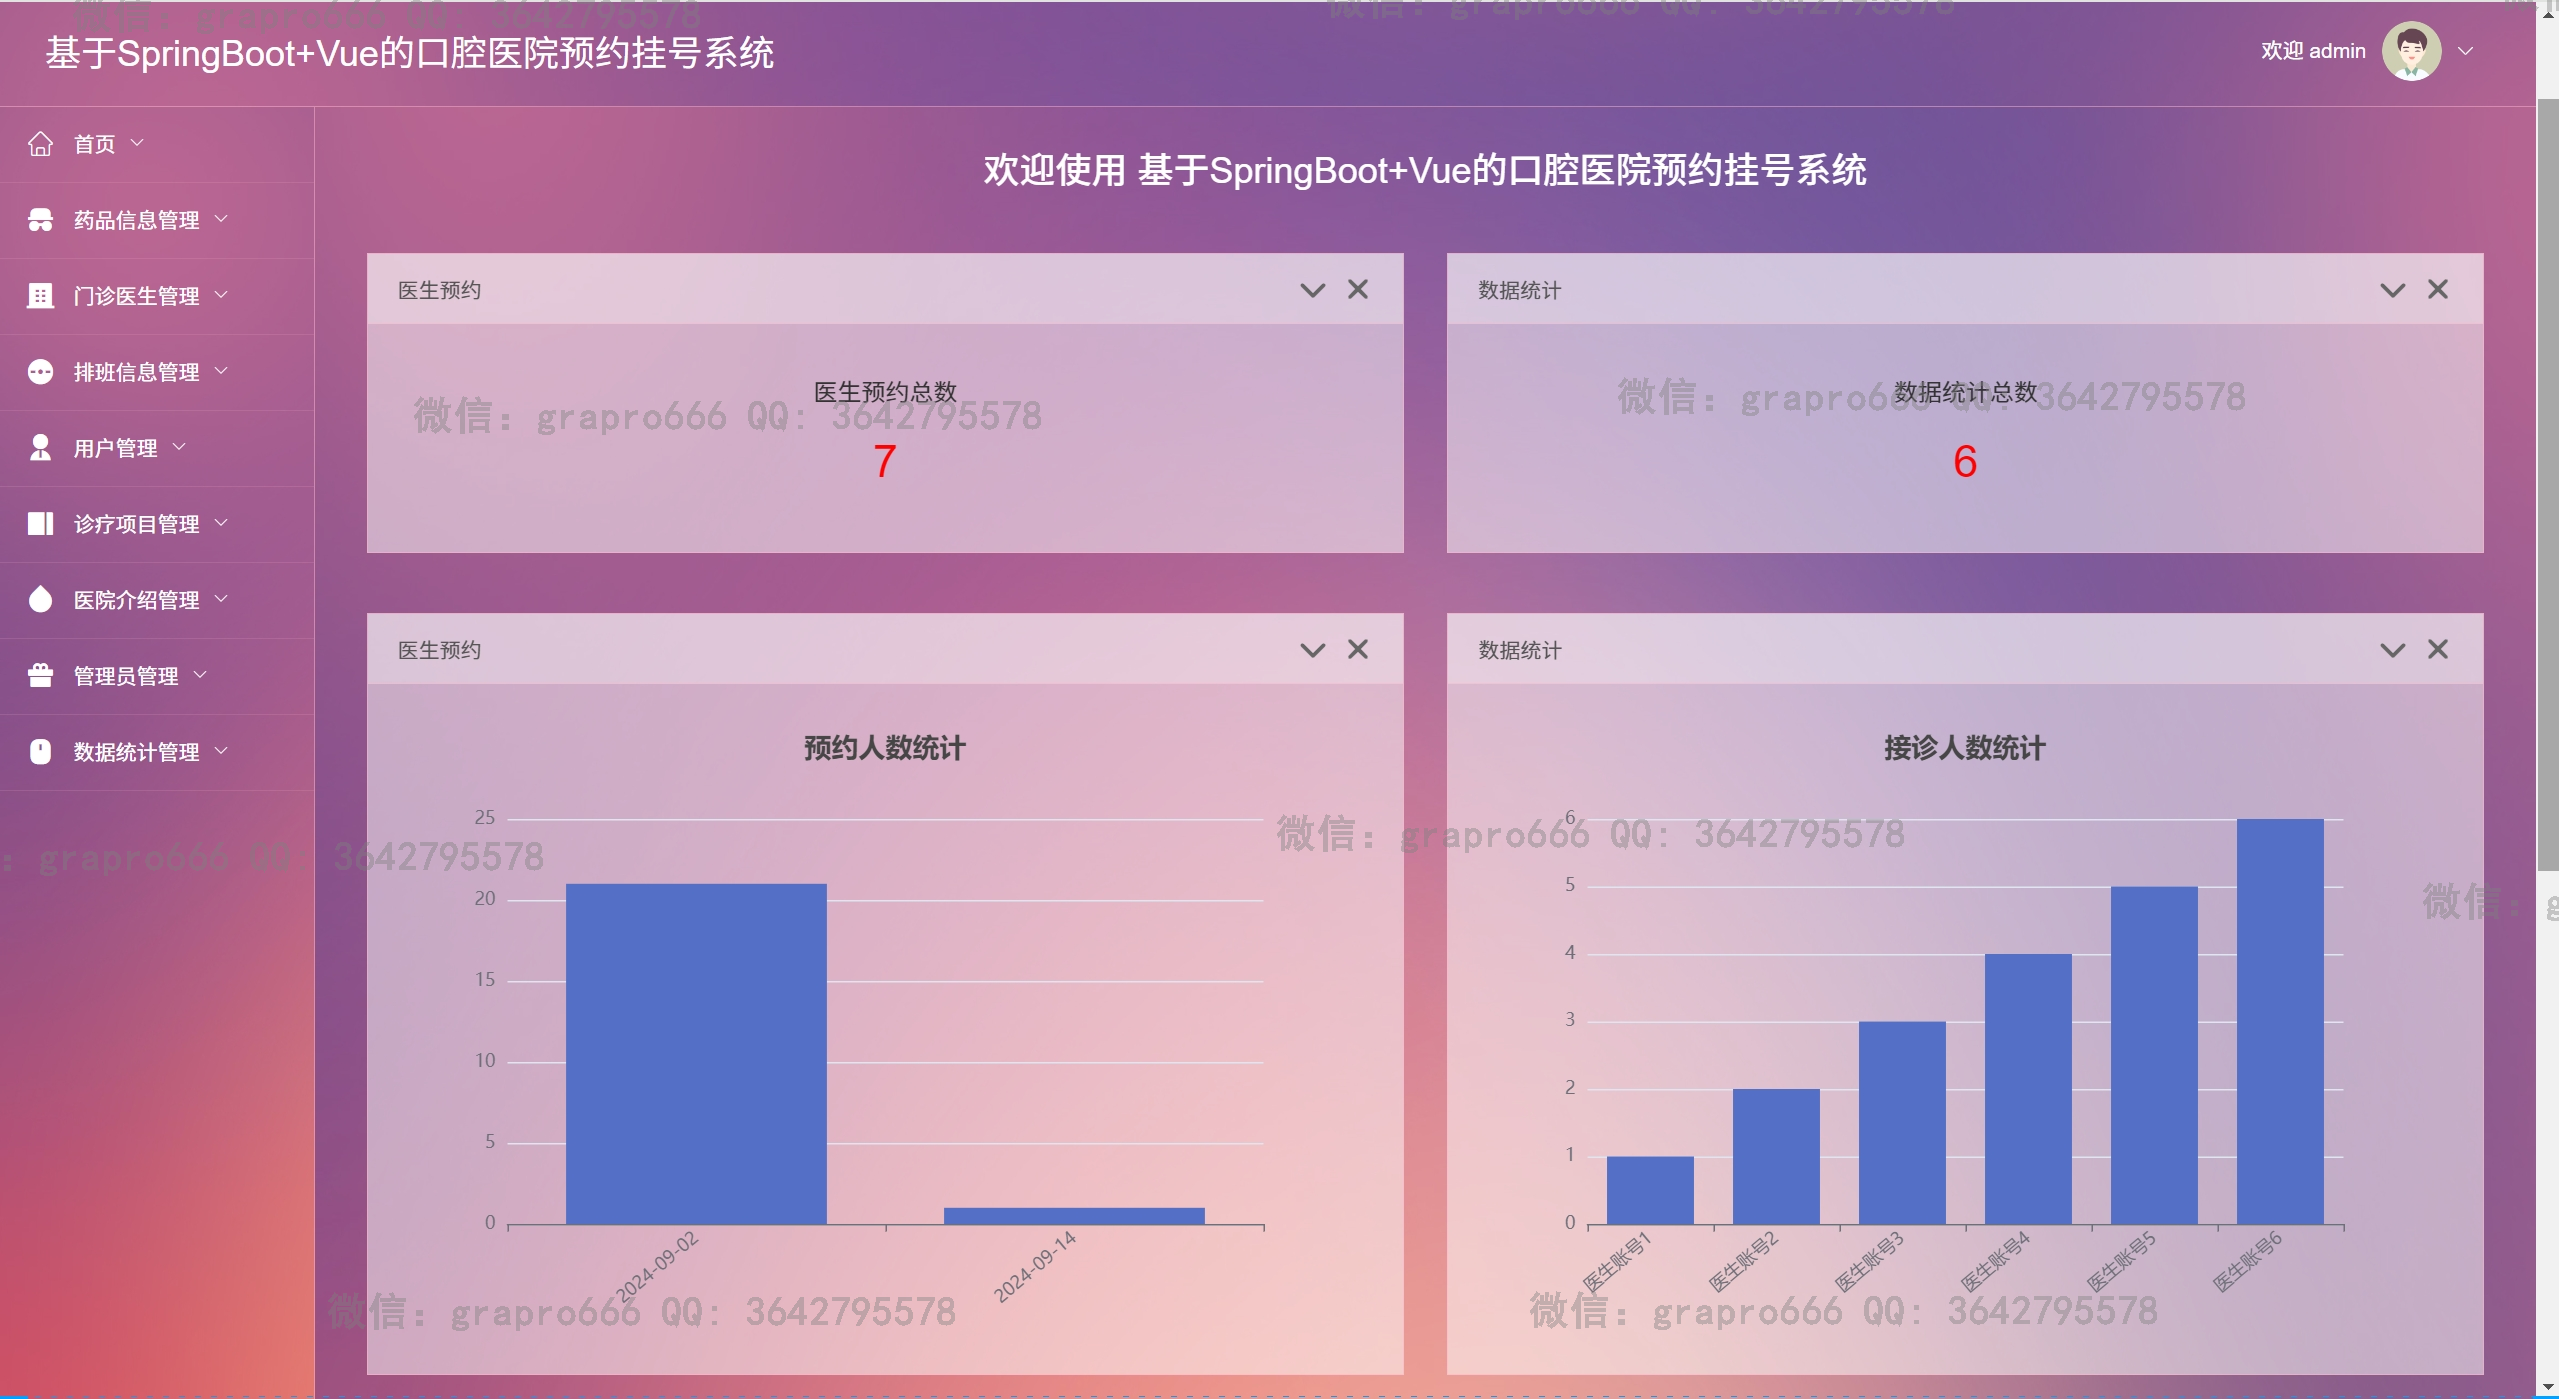 微信: grapro666 QQ: 3642795578
微信: grapro666 QQ: 3642795578
基于SpringBoot+Vue的口腔医院预约挂号系统
欢迎 admin
首页
药品信息管理
门诊医生管理
排班信息管理
用户管理
诊疗项目管理
医院介绍管理
管理员管理
数据统计管理
欢迎使用 基于SpringBoot+Vue的口腔医院预约挂号系统
医生预约
医生预约总数
微信: grapro666 QQ: 3642795578
7
数据统计
数据统计总数
微信: grapro666 QQ: 3642795578
6
医生预约
预约人数统计
25
20
15
10
5
0
2024-09-02
2024-09-14
: grapro666 QQ: 3642795578
微信: grapro666 QQ: 3642795578
数据统计
接诊人数统计
6
5
4
3
2
1
0
医生账号1
医生账号2
医生账号3
医生账号4
医生账号5
医生账号6
微信: grapro666 QQ: 3642795578
微信: g
微信: grapro666 QQ: 3642795578